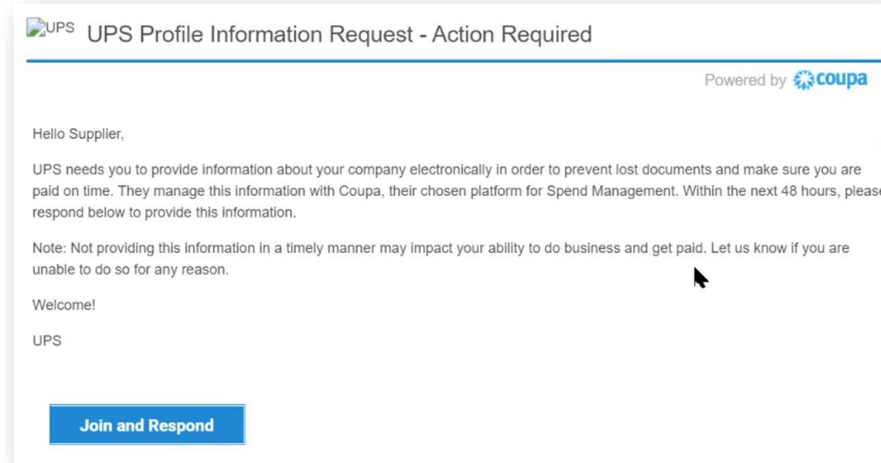 UPS UPS Profile Information Request - Action Required
Powered by coupa
Hello Supplier,
UPS needs you to provide information about your company electronically in order to prevent lost documents and make sure you are
paid on time. They manage this information with Coupa, their chosen platform for Spend Management. Within the next 48 hours, please
respond below to provide this information.
Note: Not providing this information in a timely manner may impact your ability to do business and get paid. Let us know if you are
unable to do so for any reason.
Welcome!
UPS
Join and Respond